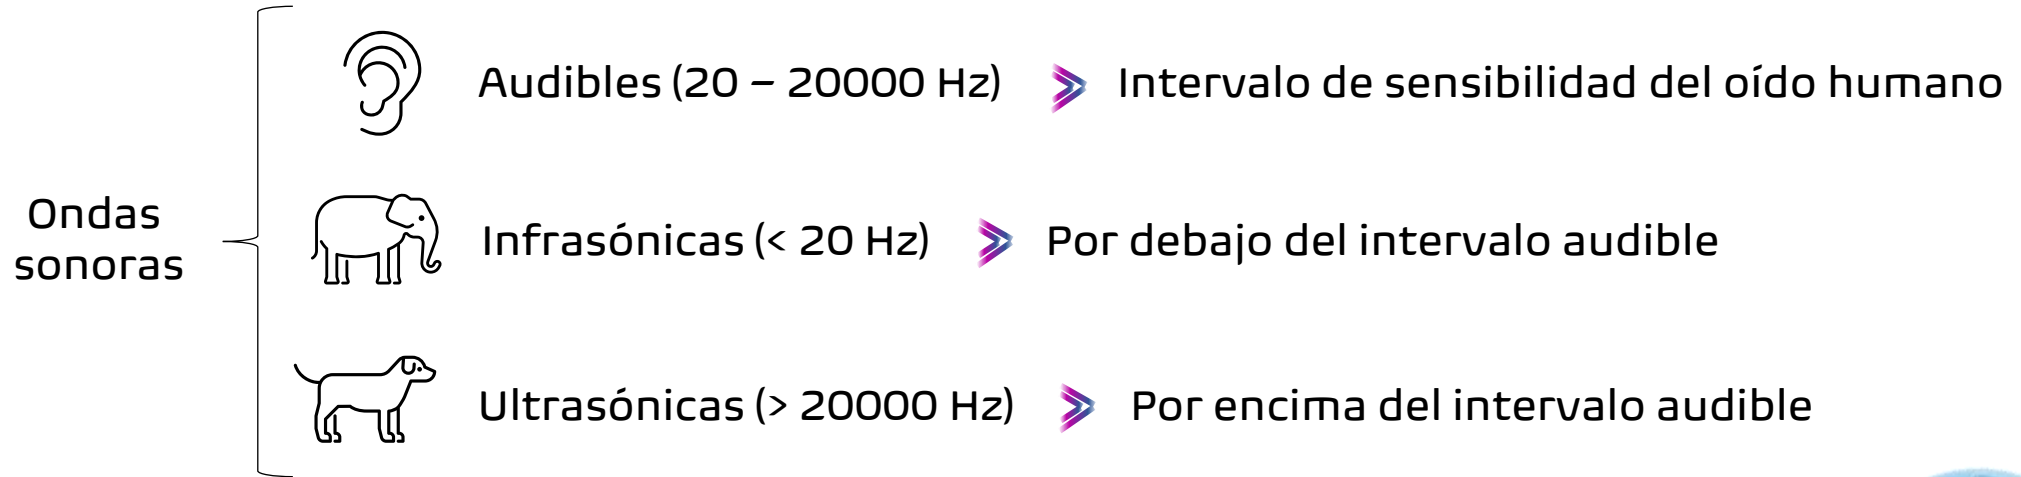 Audibles (20 – 20000 Hz) Intervalo de sensibilidad del oído humano
Ondas
sonoras
Infrasónicas (< 20 Hz) Por debajo del intervalo audible
Ultrasónicas (> 20000 Hz) Por encima del intervalo audible